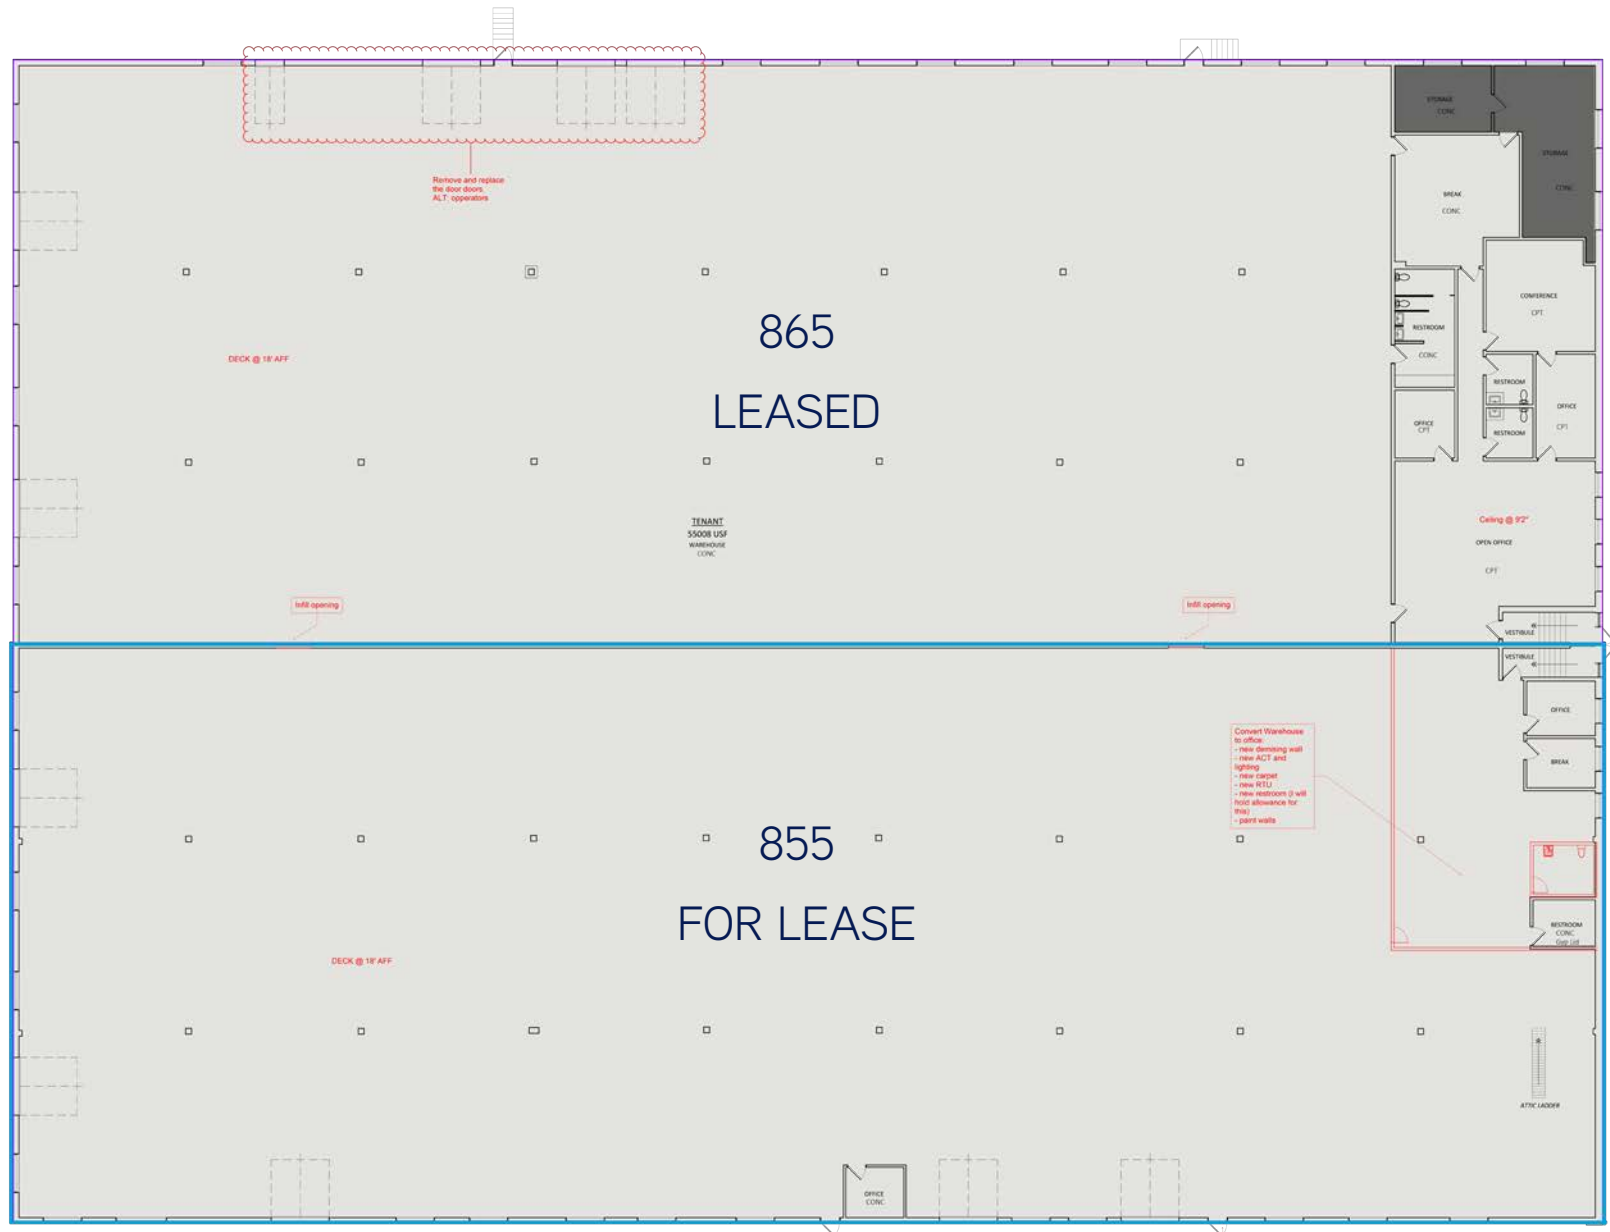 Remove and replace
the door doors
ALT: opperators
STORAGE
CONC
STORAGE
CONC
BREAK
CONC
CONFERENCE
CPT
865
LEASED
DECK @ 18' AFF
RESTROOM
CONC
RESTROOM
OFFICE
CPT
OFFICE
CPT
RESTROOM
TENANT
55008 USF
WAREHOUSE
CONC
Ceiling @ 9'2"
OPEN OFFICE
CPT
Infill opening
Infill opening
VESTIBULE
VESTIBULE
OFFICE
BREAK
Convert Warehouse
to office:
- new demising wall
- new ACT and
lighting
- new carpet
- new RTU
- new restroom (I will
hold allowance for
this)
- paint walls
855
FOR LEASE
DECK @ 18' AFF
RESTROOM
CONC
Gyp Lid
ATTIC LADDER
OFFICE
CONC